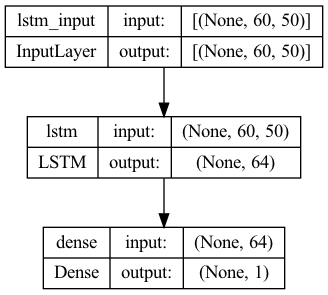 lstm_input input: [(None, 60, 50)]
InputLayer output: [(None, 60, 50)]
lstm input: (None, 60, 50)
LSTM output: (None, 64)
dense input: (None, 64)
Dense output: (None, 1)